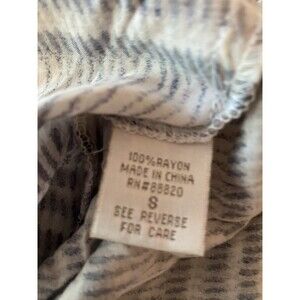 100% RAYON
MADE IN CHINA
RN#88820
S
SEE REVERSE
FOR CARE